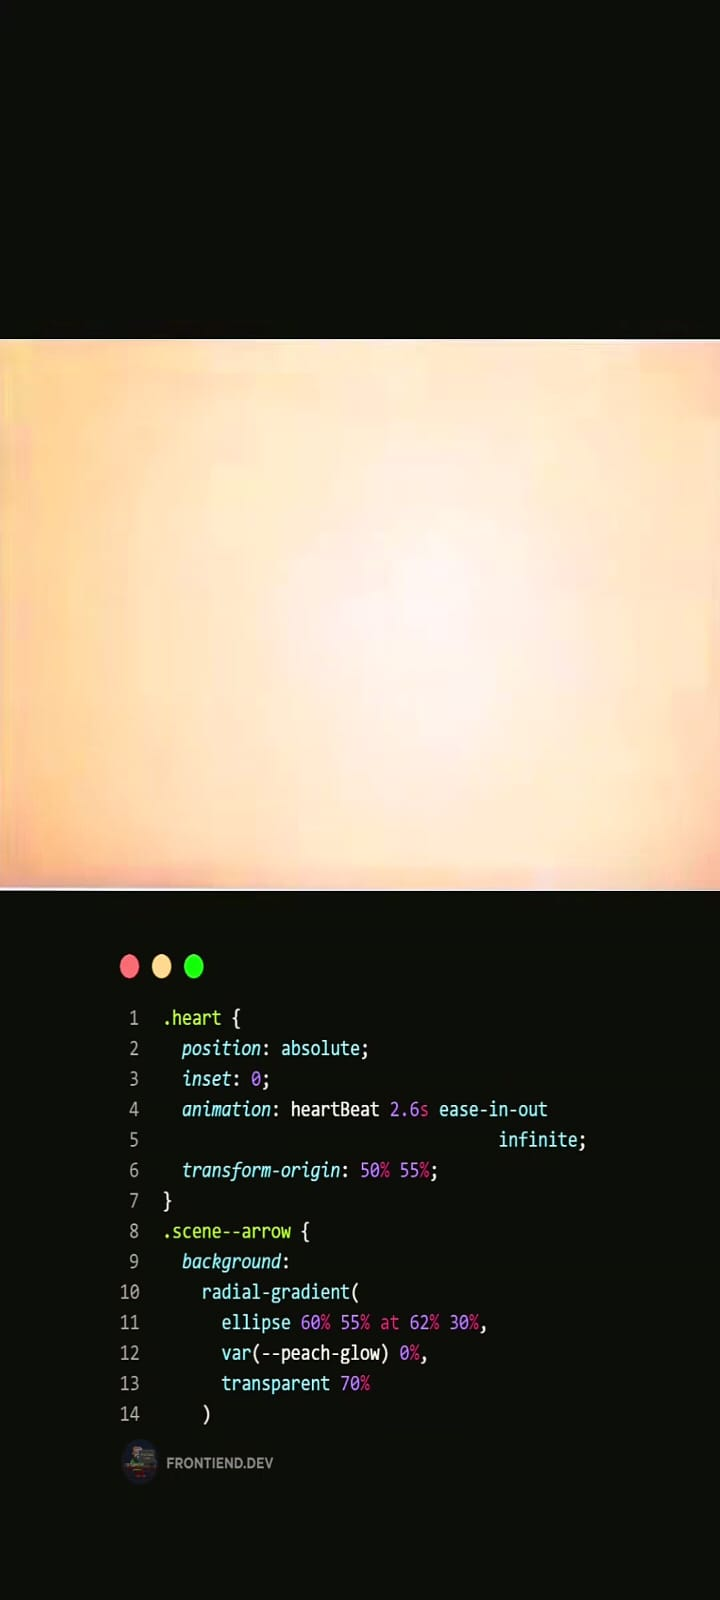 1 .heart {
2 position: absolute;
3 inset: 0;
4 animation: heartBeat 2.6s ease-in-out
5 infinite;
6 transform-origin: 50% 55%;
7 }
8 .scene--arrow {
9 background:
10 radial-gradient(
11 ellipse 60% 55% at 62% 30%,
12 var(--peach-glow) 0%,
13 transparent 70%
14 )
FRONTIEND.DEV